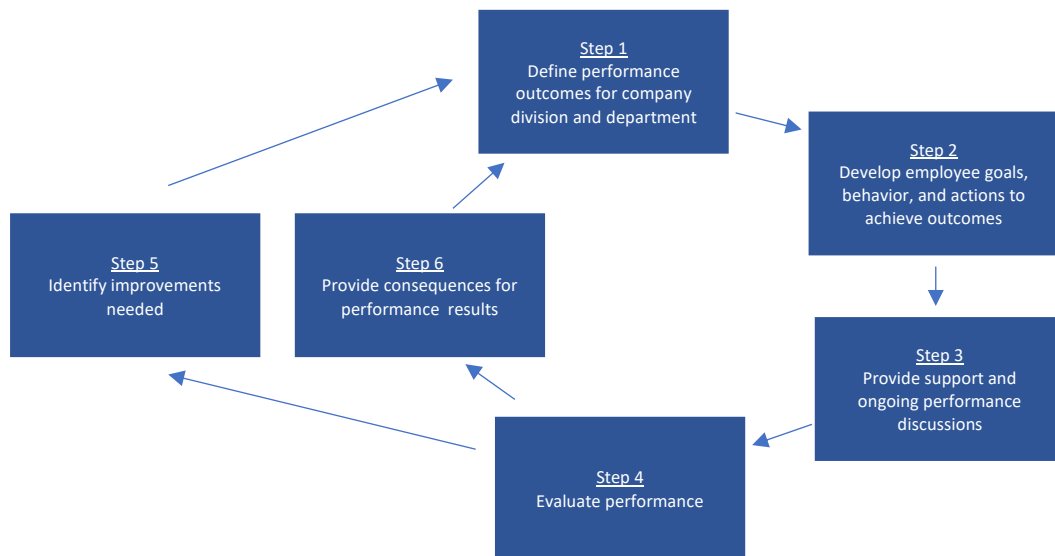 Step 1
Define performance
outcomes for company
division and department
Step 2
Develop employee goals,
behavior, and actions to
achieve outcomes
Step 3
Provide support and
ongoing performance
discussions
Step 4
Evaluate performance
Step 5
Identify improvements
needed
Step 6
Provide consequences for
performance results